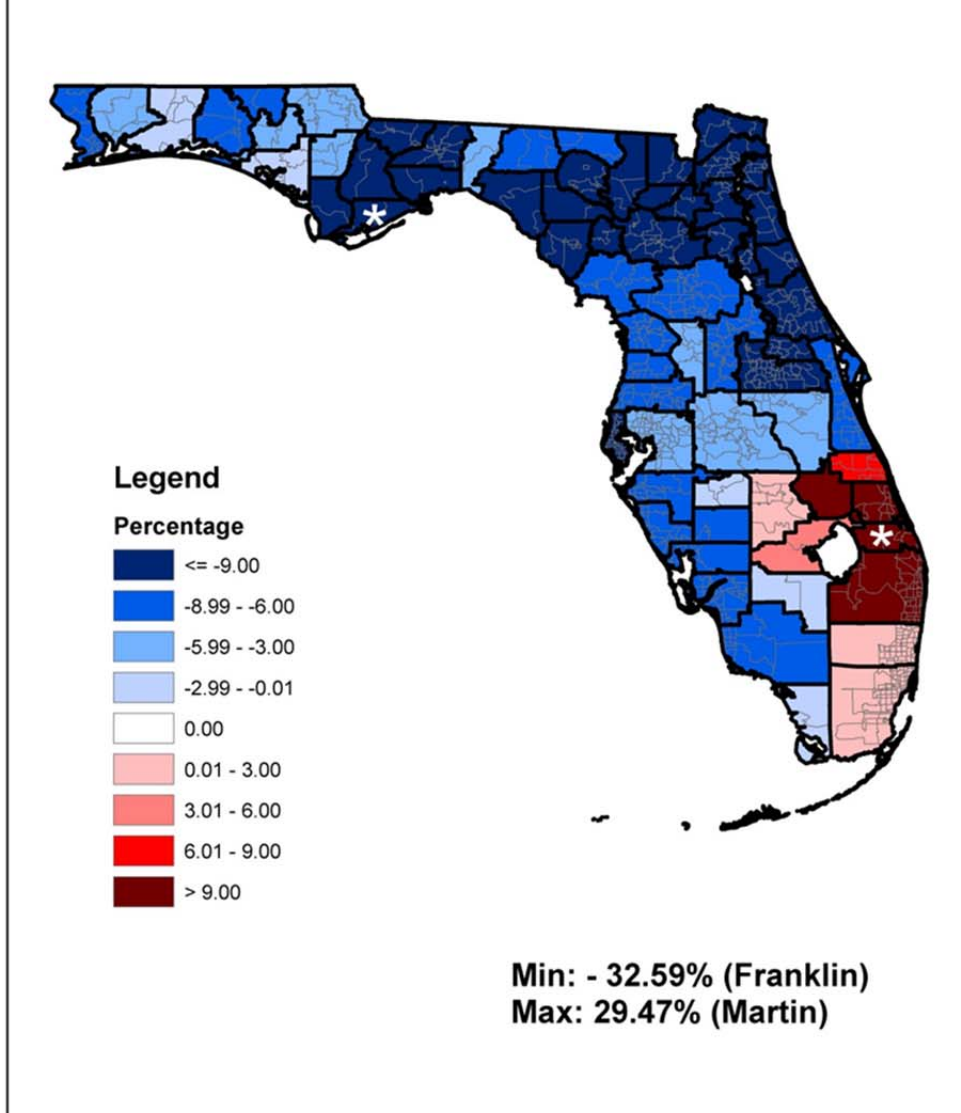 *
*
Legend
Percentage
<= -9.00
-8.99 - -6.00
-5.99 - -3.00
-2.99 - -0.01
0.00
0.01 - 3.00
3.01 - 6.00
6.01 - 9.00
> 9.00
Min: - 32.59% (Franklin)
Max: 29.47% (Martin)